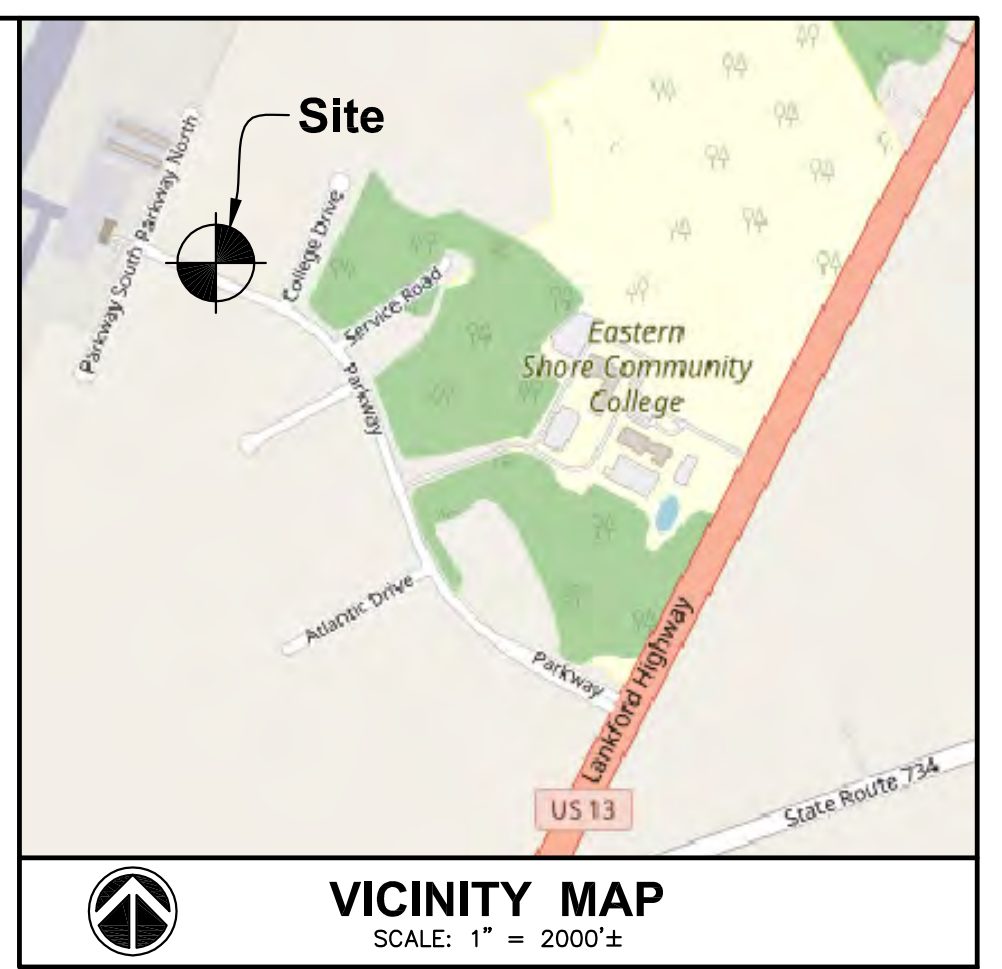 Site
Parkway South Parkway North
College Drive
Service Road
Parkway
Eastern
Shore Community
College
Atlantic Drive
Parkway
Lankford Highway
US 13
State Route 734
VICINITY MAP
SCALE: 1" = 2000'±